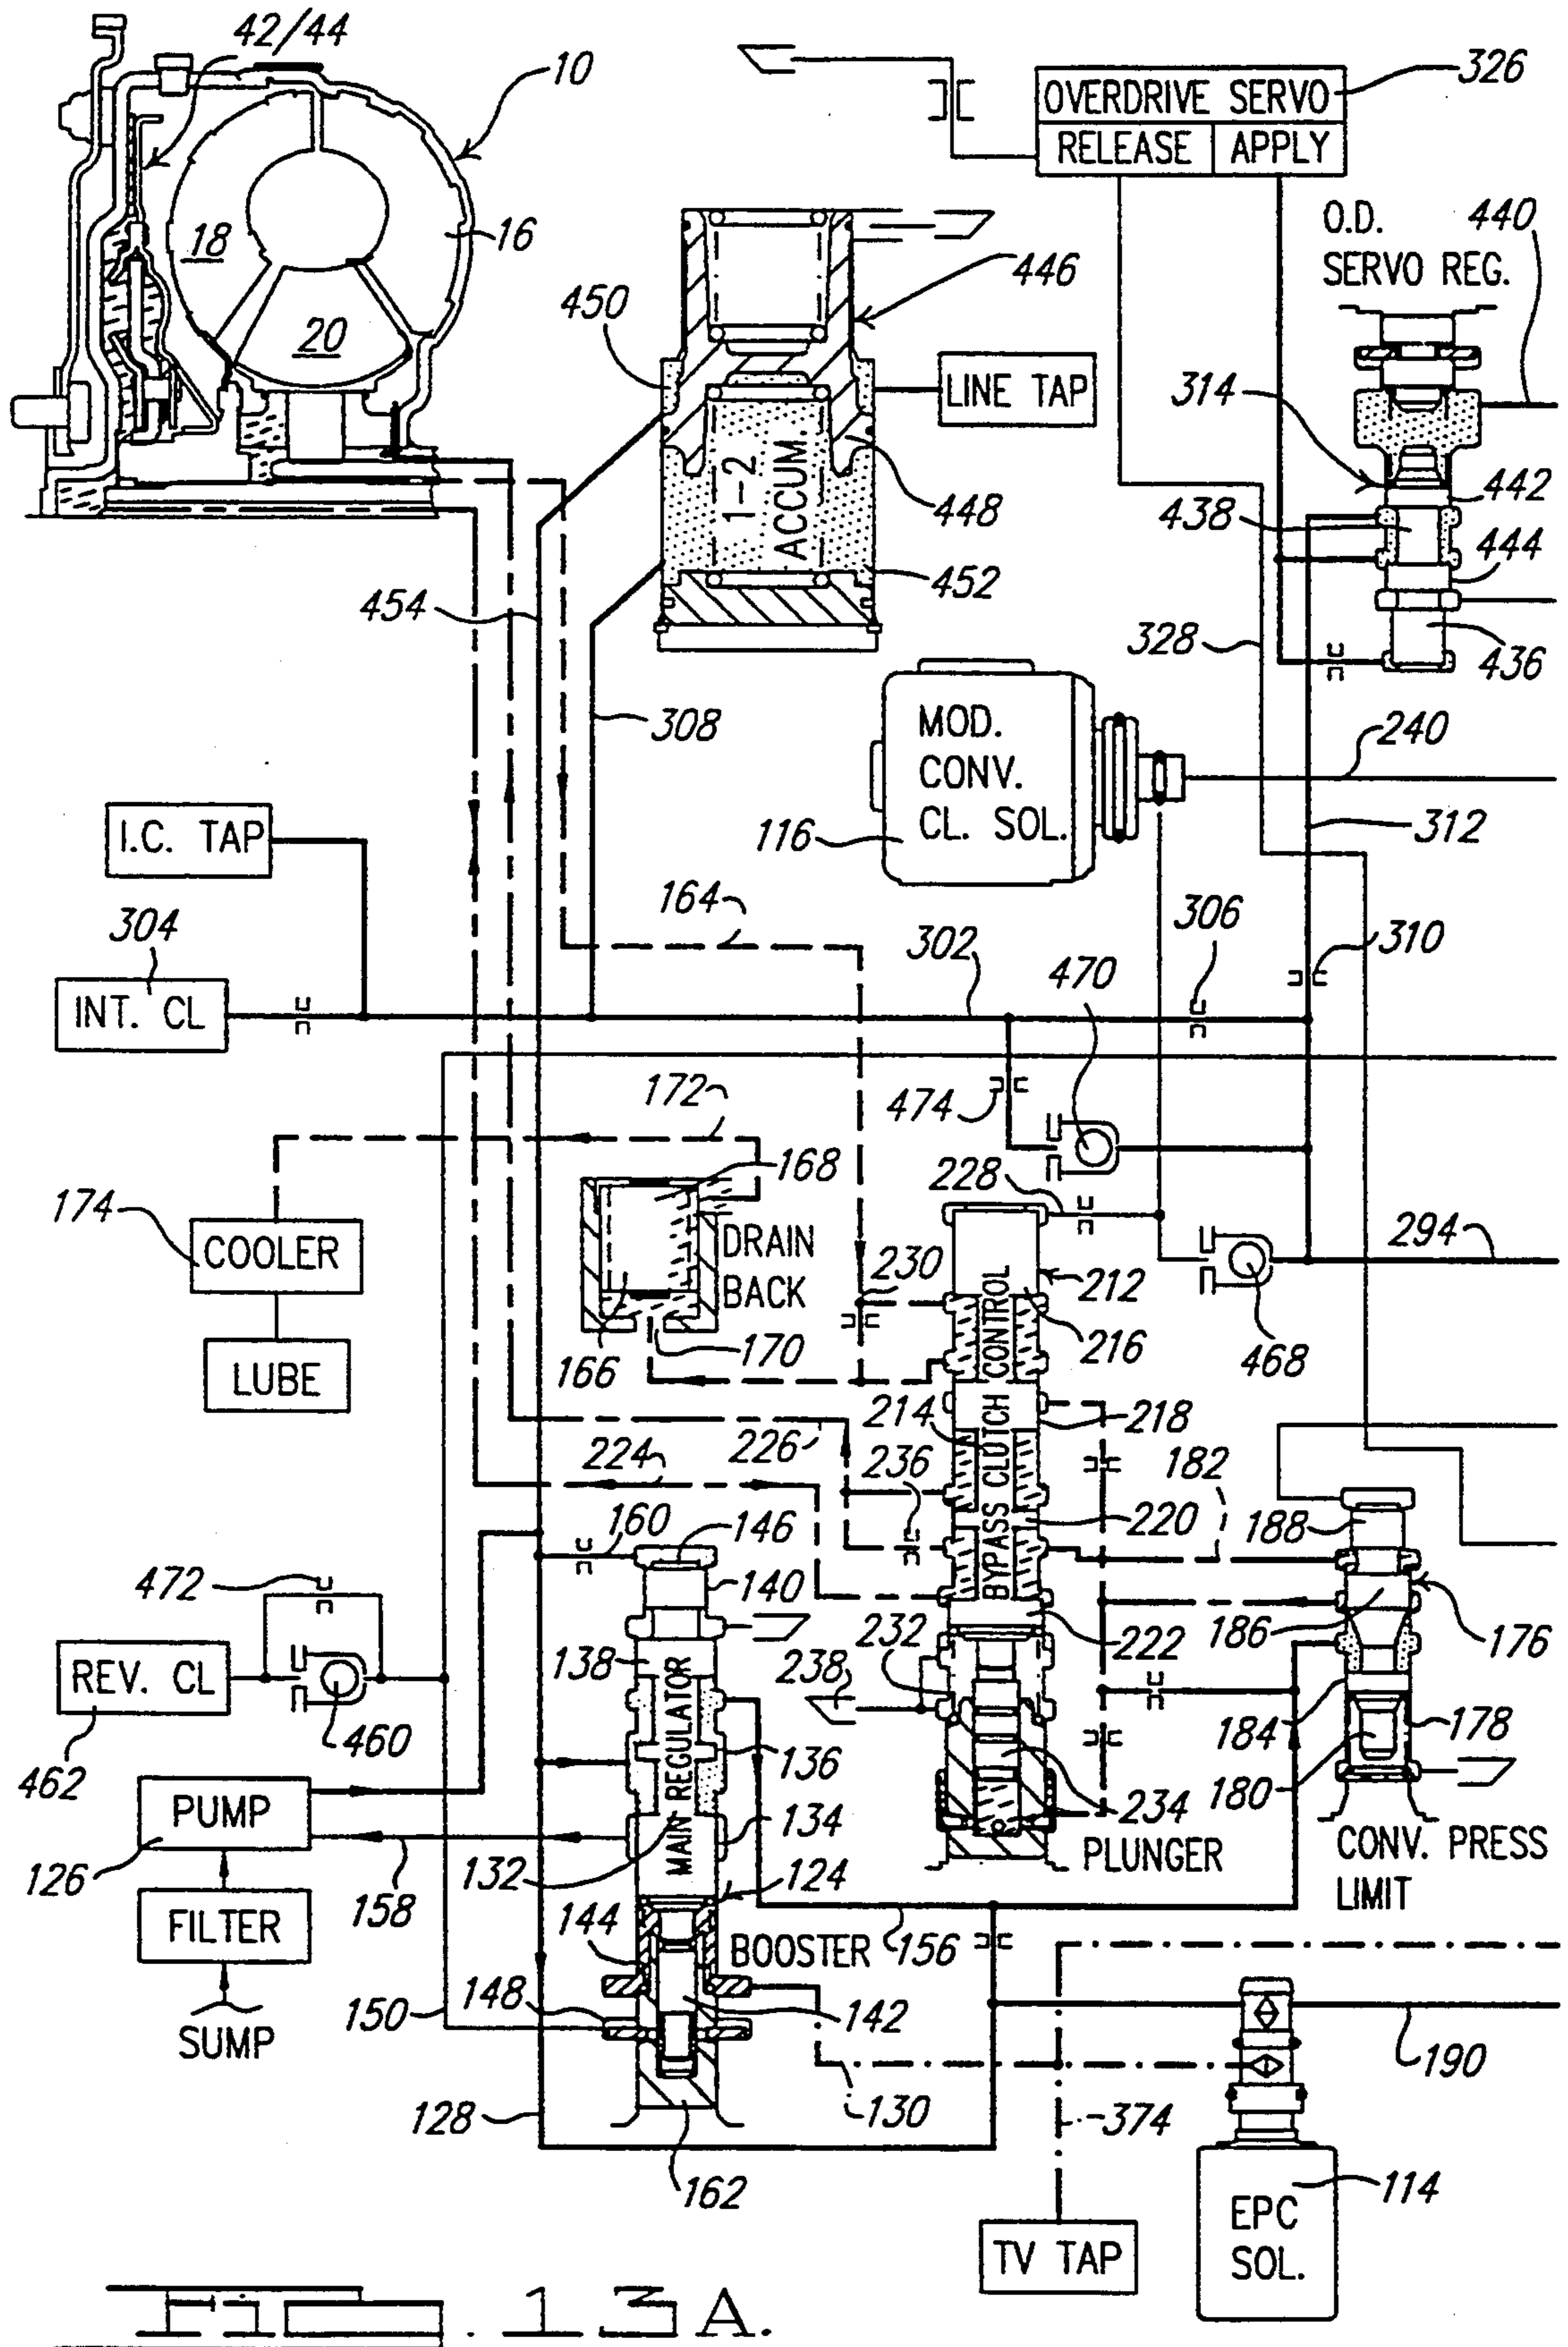 42/44
10
326
OVERDRIVE SERVO
RELEASE APPLY
18
16
20
O.D.
SERVO REG.
440
446
450
LINE TAP
314
1-2
ACCUM.
448
442
438
444
452
454
328
436
308
MOD.
CONV.
CL. SOL.
116
240
312
I.C. TAP
164
306
310
304
302
470
INT. CL
474
172
168
228
174
COOLER
DRAIN
BACK
294
230
212
LUBE
166
170
216
468
BYPASS CLUTCH CONTROL
214
218
226
224
236
182
160
146
220
188
472
140
186
176
REV. CL
138
232
222
238
462
460
MAIN REGULATOR
136
184
178
PUMP
134
234
180
126
132
PLUNGER
CONV. PRESS
LIMIT
158
124
FILTER
144
BOOSTER
156
150
148
142
SUMP
190
130
128
374
162
114
EPC
SOL.
TV TAP
FIG. 13A.